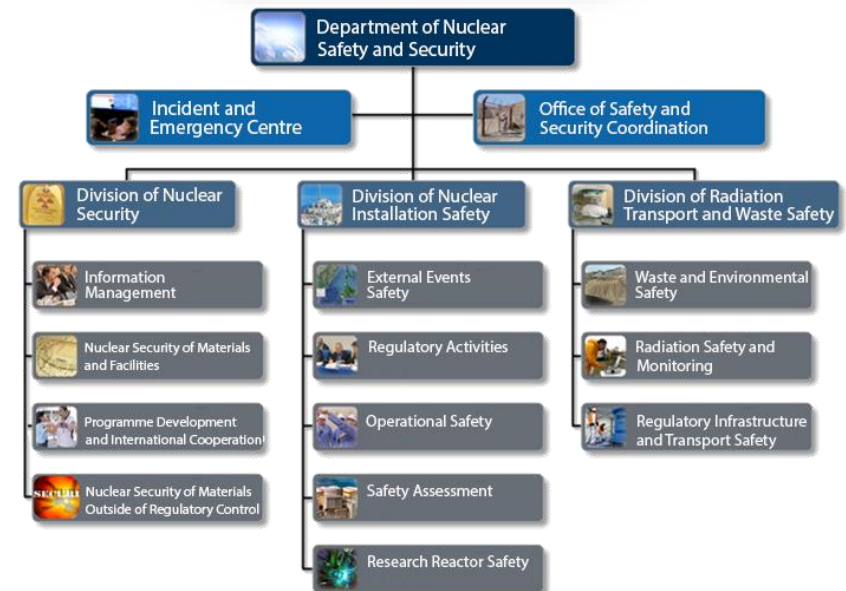 Department of Nuclear
Safety and Security
Incident and
Emergency Centre
Office of Safety and
Security Coordination
Division of Nuclear
Security
Division of Nuclear
Installation Safety
Division of Radiation
Transport and Waste Safety
Information
Management
Nuclear Security of Materials
and Facilities
Programme Development
and International Cooperation
SECURI
Nuclear Security of Materials
Outside of Regulatory Control
External Events
Safety
Regulatory Activities
Operational Safety
Safety Assessment
Research Reactor Safety
Waste and Environmental
Safety
Radiation Safety and
Monitoring
Regulatory Infrastructure
and Transport Safety